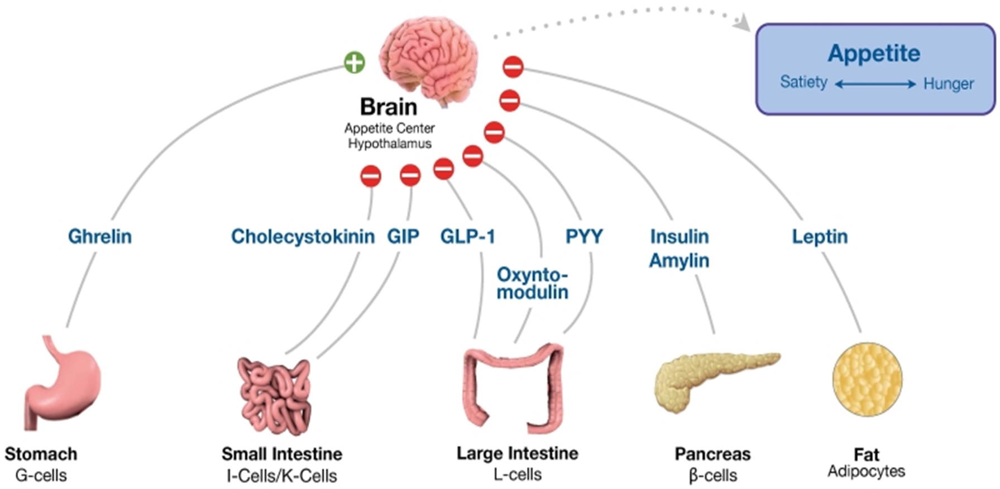 Appetite
Satiety Hunger
Brain
Appetite Center
Hypothalamus
Ghrelin
Cholecystokinin
GIP
GLP-1
Oxynto-
modulin
PYY
Insulin
Amylin
Leptin
Stomach
G-cells
Small Intestine
I-Cells/K-Cells
Large Intestine
L-cells
Pancreas
β-cells
Fat
Adipocytes